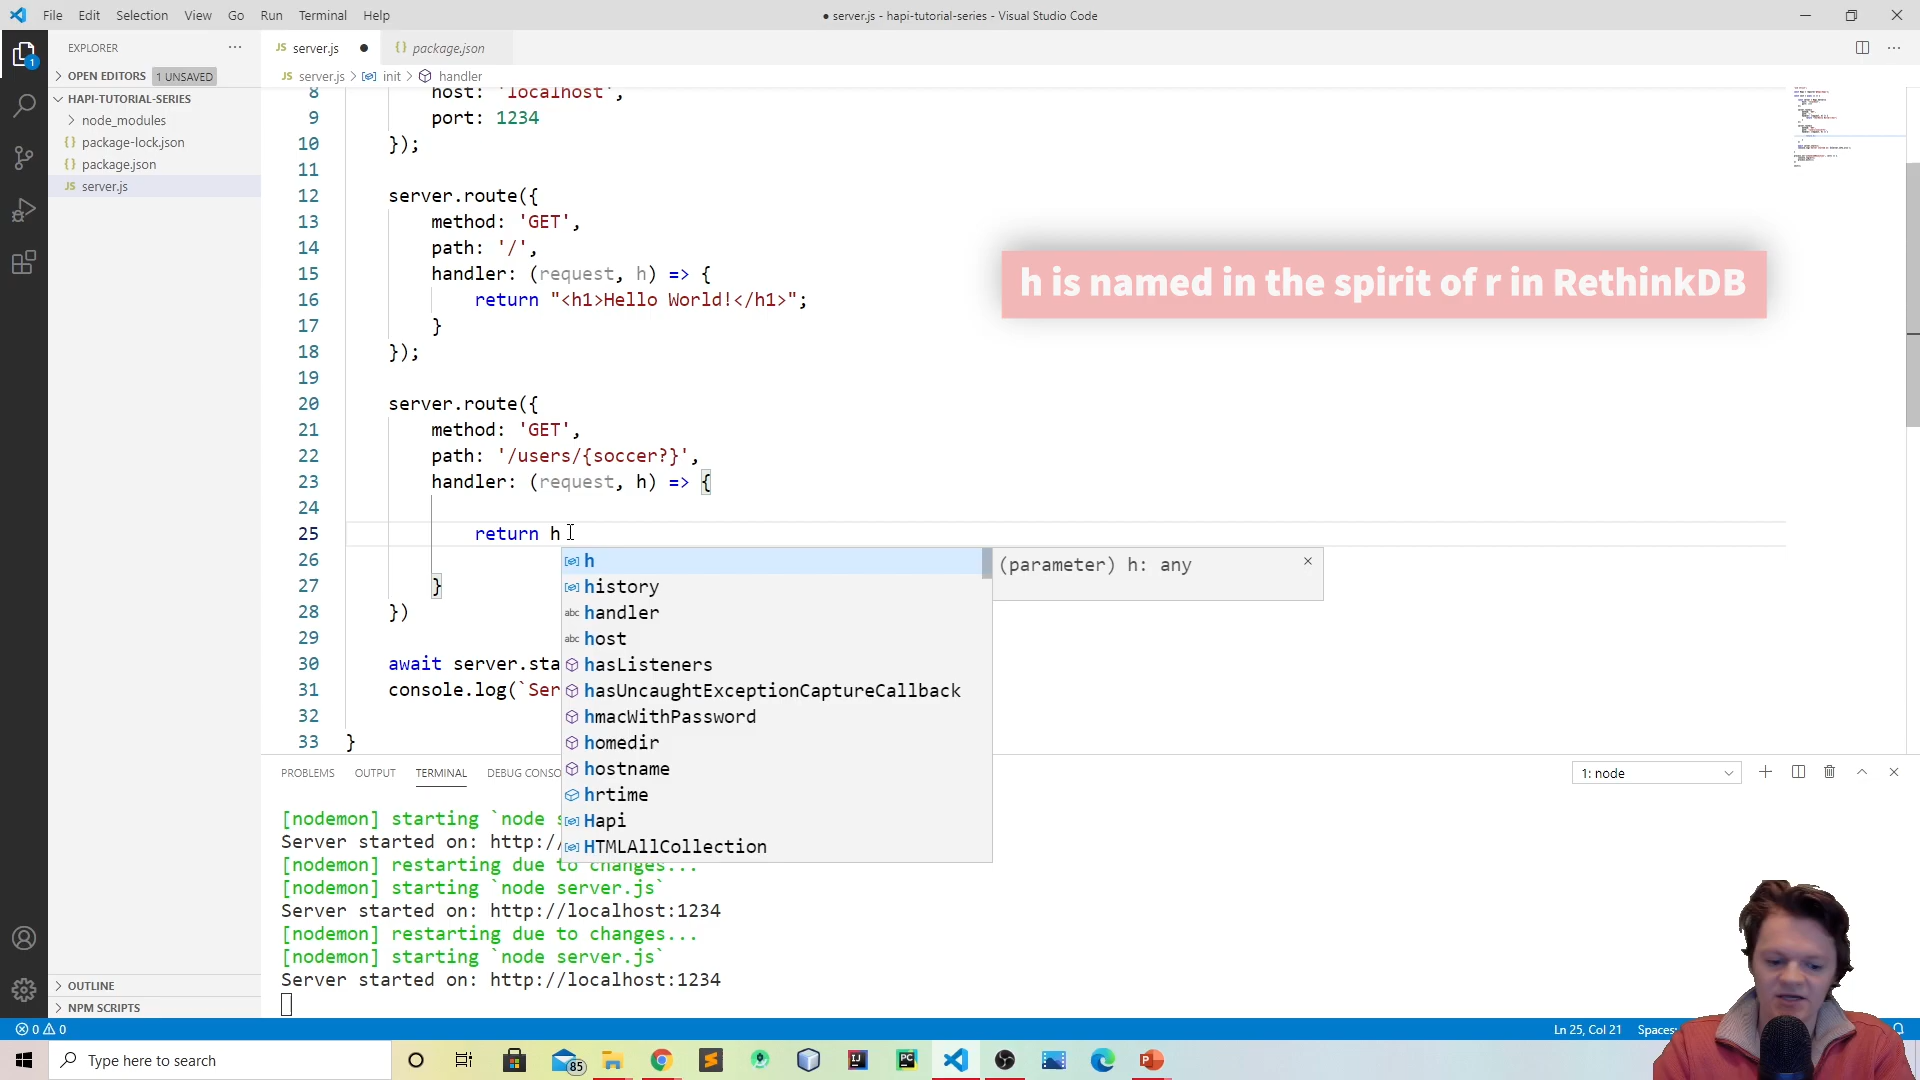 File Edit Selection View Go Run Terminal Help
● server.js - hapi-tutorial-series - Visual Studio Code
EXPLORER
OPEN EDITORS 1 UNSAVED
HAPI-TUTORIAL-SERIES
node_modules
{} package-lock.json
{} package.json
JS server.js
OUTLINE
NPM SCRIPTS
1
JS server.js ●
{} package.json
JS server.js > init > handler
8 host: 'localhost',
9 port: 1234
10 });
11
12 server.route({
13 method: 'GET',
14 path: '/',
15 handler: (request, h) => {
16 return "<h1>Hello World!</h1>";
17 }
18 });
19
20 server.route({
21 method: 'GET',
22 path: '/users/{soccer?}',
23 handler: (request, h) => {
24
25 return h
26
27 }
28 })
29
30 await server.sta
31 console.log(`Ser
32
33 }
h is named in the spirit of r in RethinkDB
h
history
abc handler
abc host
hasListeners
hasUncaughtExceptionCaptureCallback
hmacWithPassword
homedir
hostname
hrtime
Hapi
HTMLAllCollection
(parameter) h: any
PROBLEMS OUTPUT TERMINAL DEBUG CONSO
1: node
[nodemon] starting `node s
Server started on: http:/
[nodemon] restarting due to changes...
[nodemon] starting `node server.js`
Server started on: http://localhost:1234
[nodemon] restarting due to changes...
[nodemon] starting `node server.js`
Server started on: http://localhost:1234
0 0
Ln 25, Col 21 Spaces:
Type here to search
85
IJ
PC
P